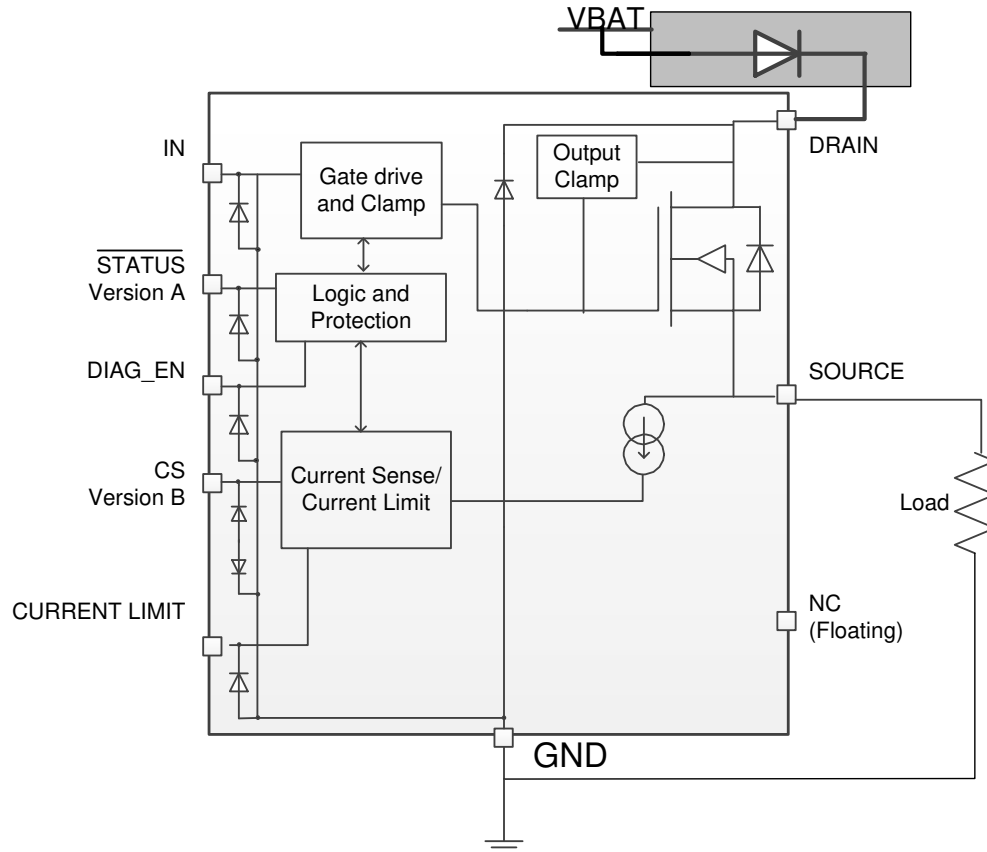 VBAT
DRAIN
IN
Gate drive
and Clamp
Output
Clamp
STATUS
Version A
Logic and
Protection
DIAG_EN
SOURCE
CS
Version B
Current Sense/
Current Limit
Load
CURRENT LIMIT
NC
(Floating)
GND